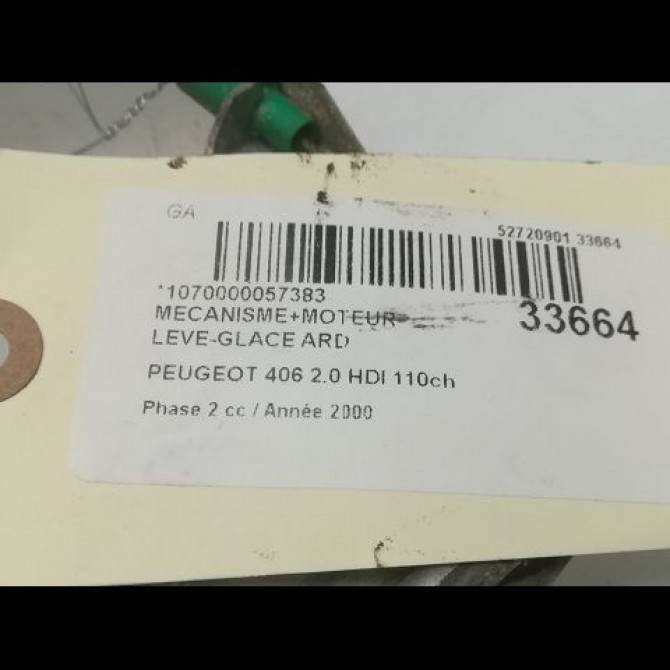 GA
52720901 33664
*1070000057383
MECANISME+MOTEUR
33664
LEVE-GLACE ARD
PEUGEOT 406 2.0 HDI 110ch
Phase 2 cc / Année 2000